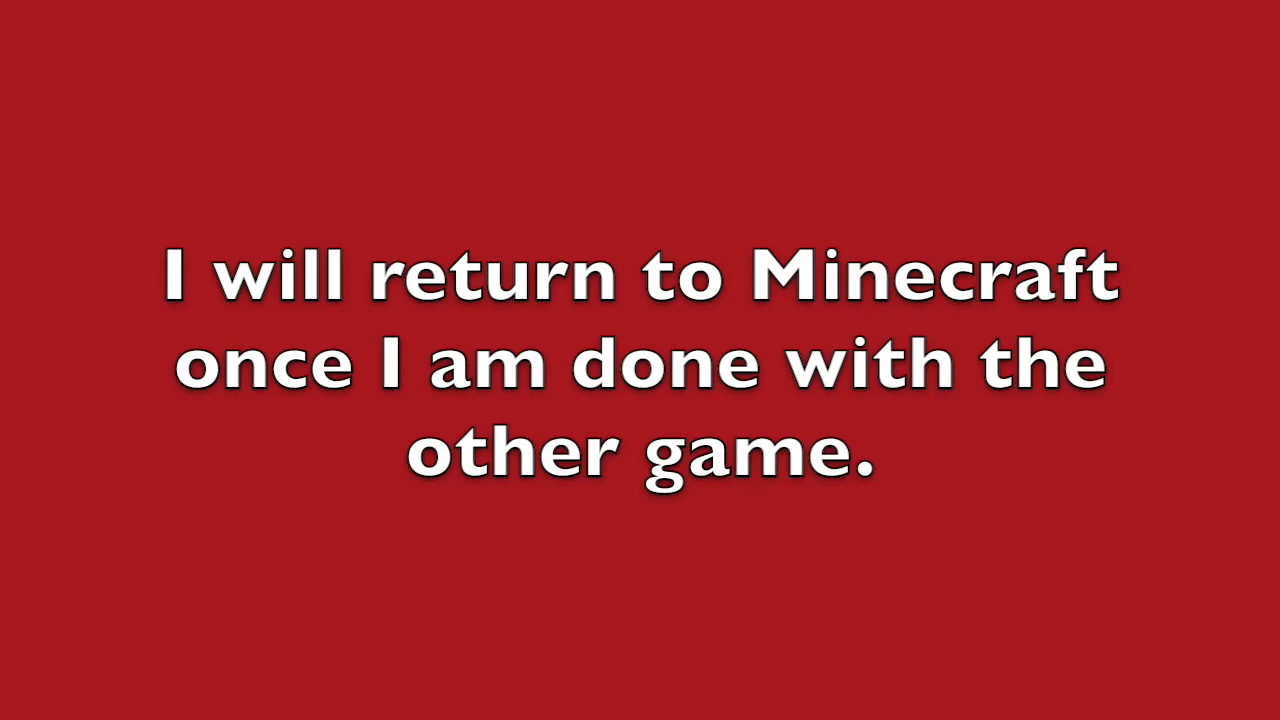 I will return to Minecraft
once I am done with the
other game.